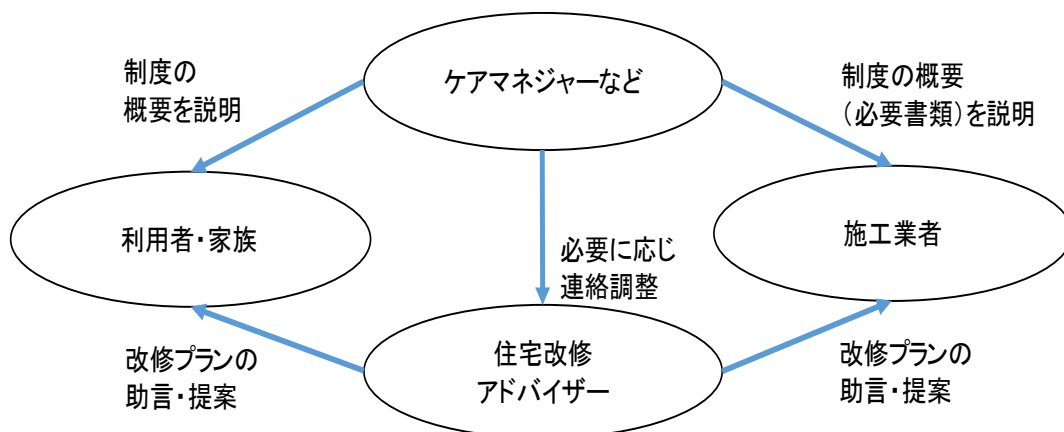 制度の
概要を説明
ケアマネジャーなど
制度の概要
（必要書類）を説明
利用者・家族
必要に応じ
連絡調整
施工業者
改修プランの
助言・提案
住宅改修
アドバイザー
改修プランの
助言・提案